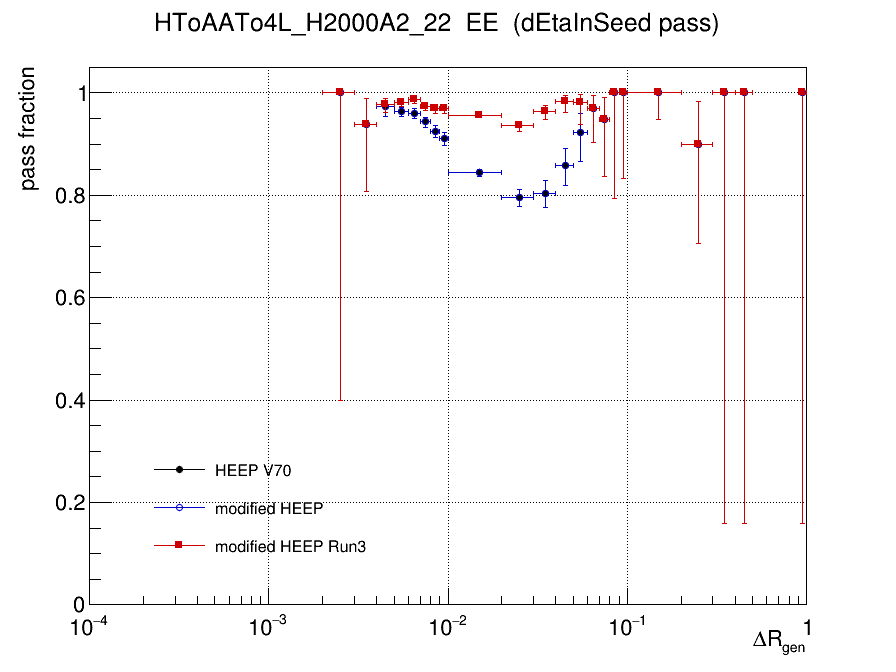 HToAATo4L_H2000A2_22 EE (dEtaInSeed pass)
pass fraction
1
0.8
0.6
0.4
0.2
0
HEEP V70
modified HEEP
modified HEEP Run3
10⁻⁴ 10⁻³ 10⁻² 10⁻¹ 1
ΔR_gen